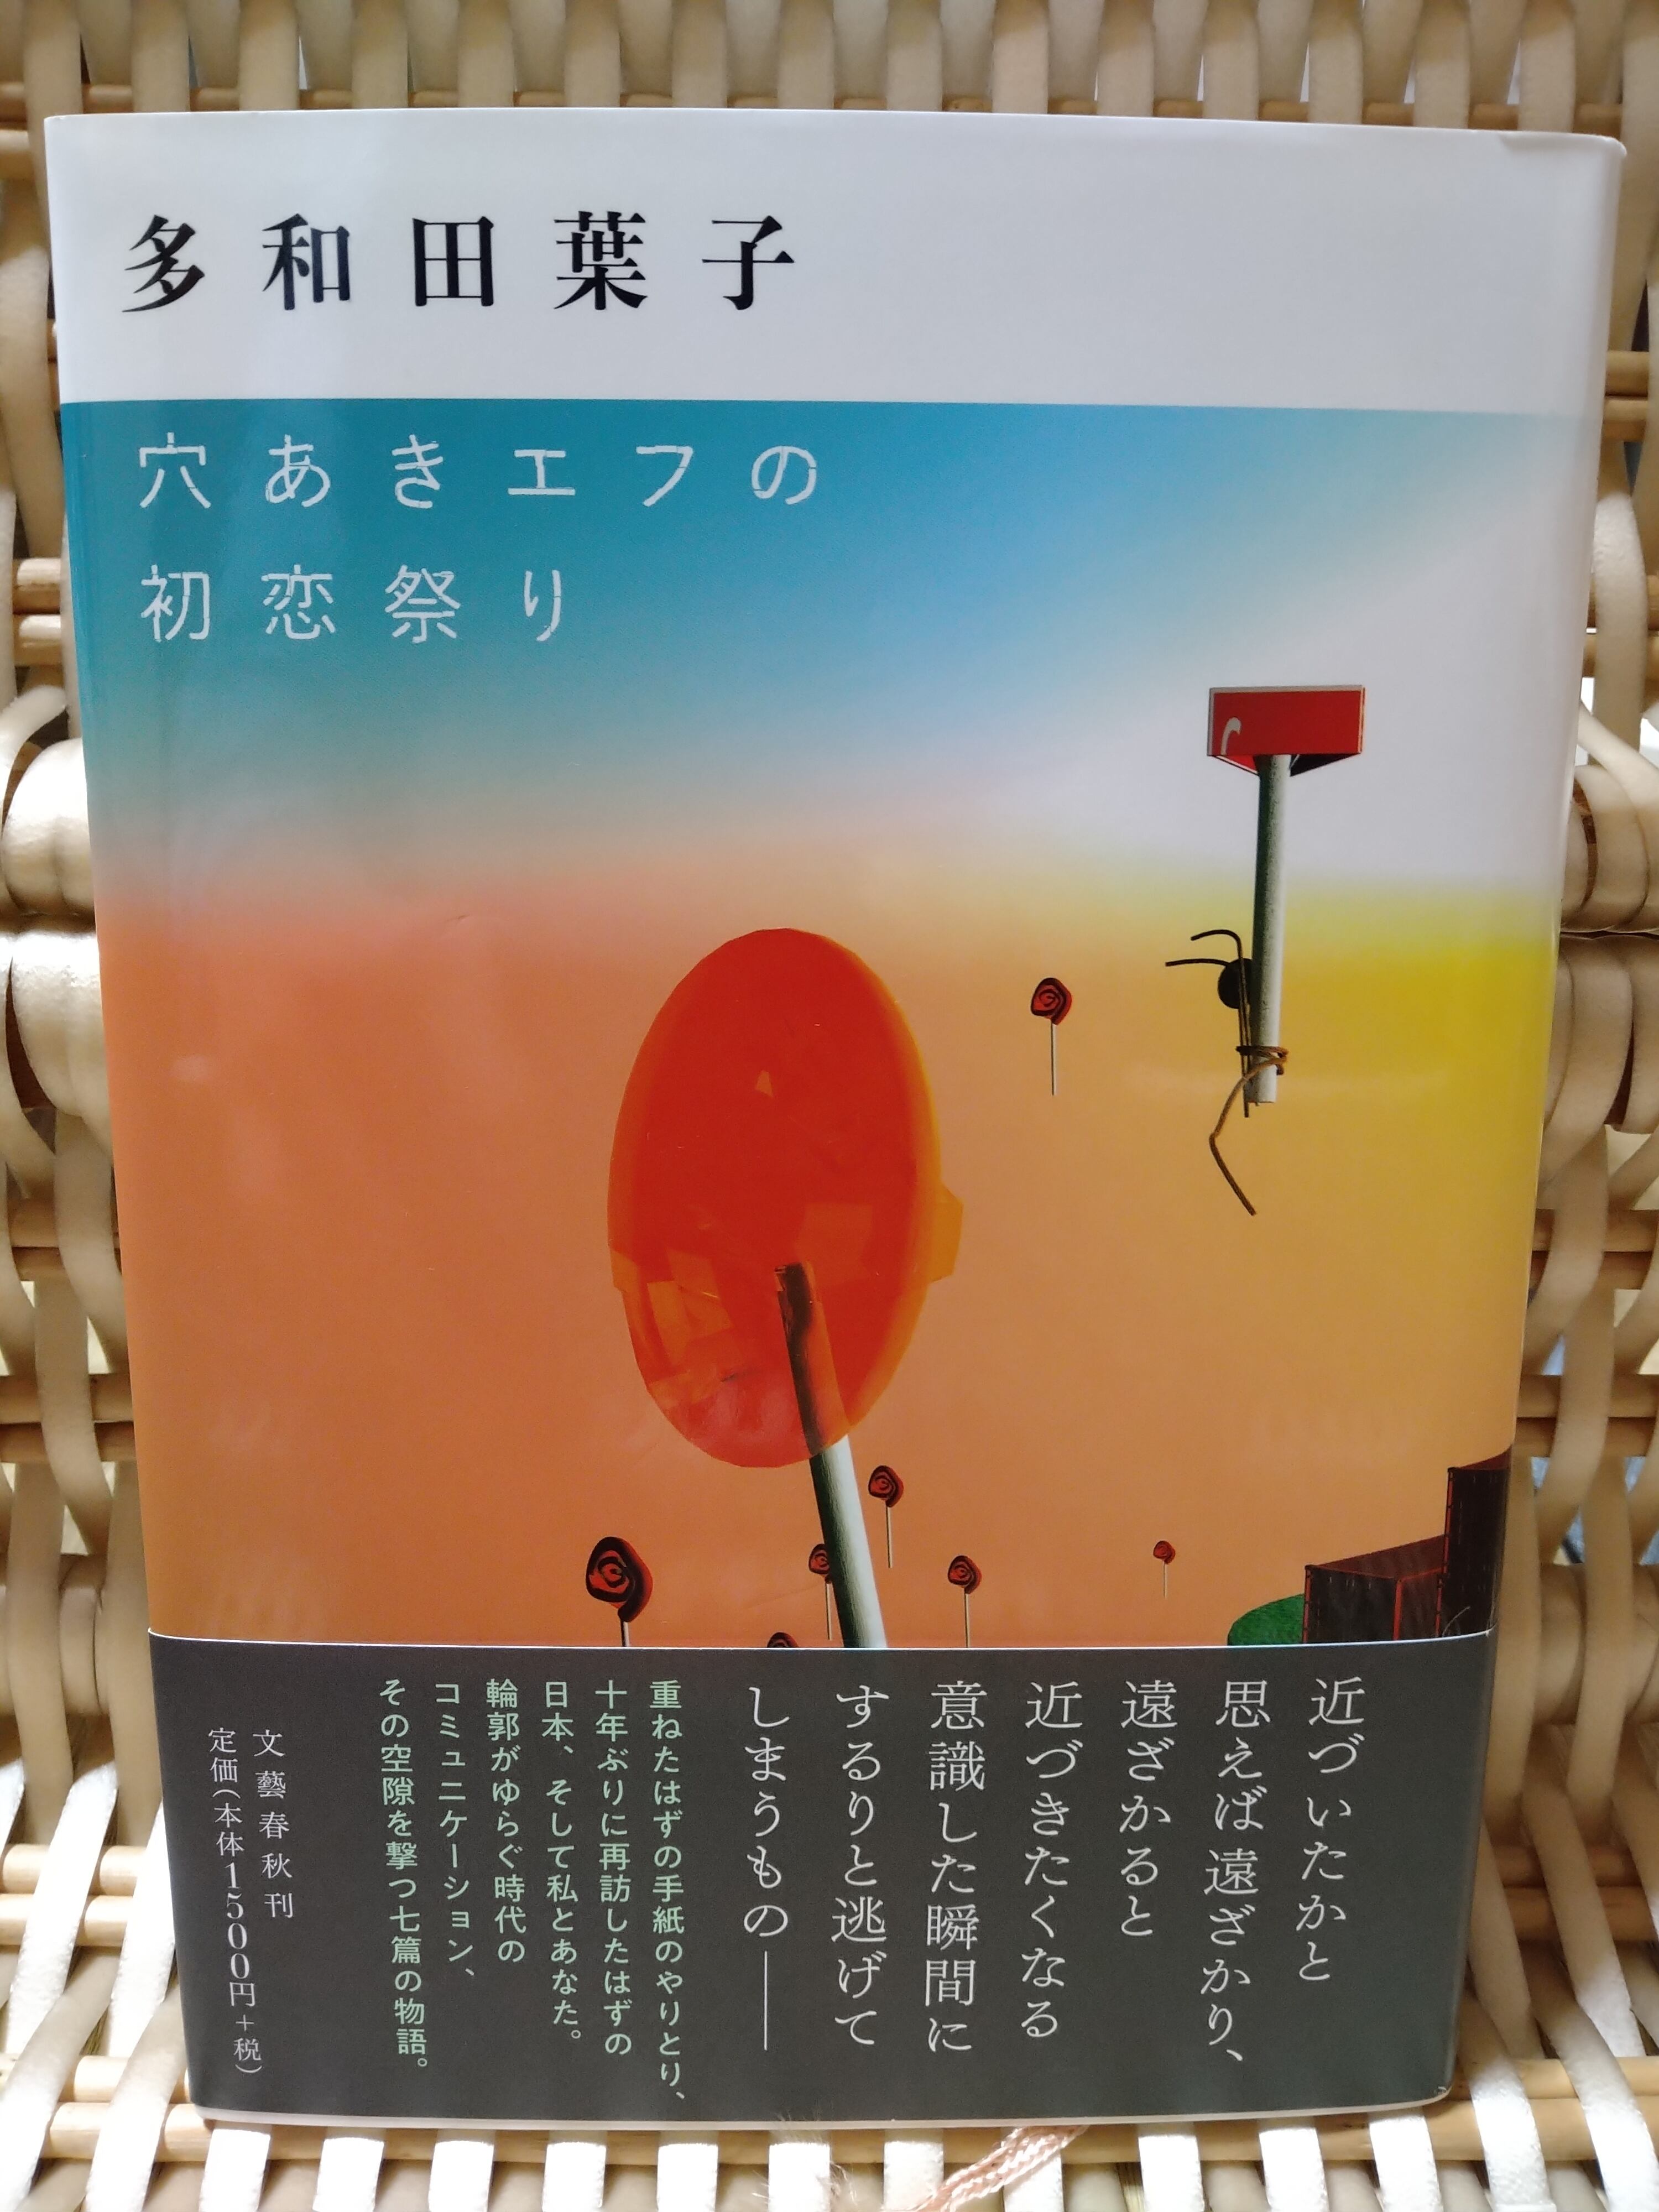 多和田葉子
穴あきエフの
初恋祭り
近づいたかと
思えば遠ざかり、
遠ざかると
近づきたくなる
意識した瞬間に
するりと逃げて
しまうもの――
重ねたはずの手紙のやりとり、
十年ぶりに再訪したはずの
日本、そして私とあなた。
輪郭がゆらぐ時代の
コミュニケーション、
その空隙を撃つ七篇の物語。
文藝春秋刊
定価(本体1500円+税)